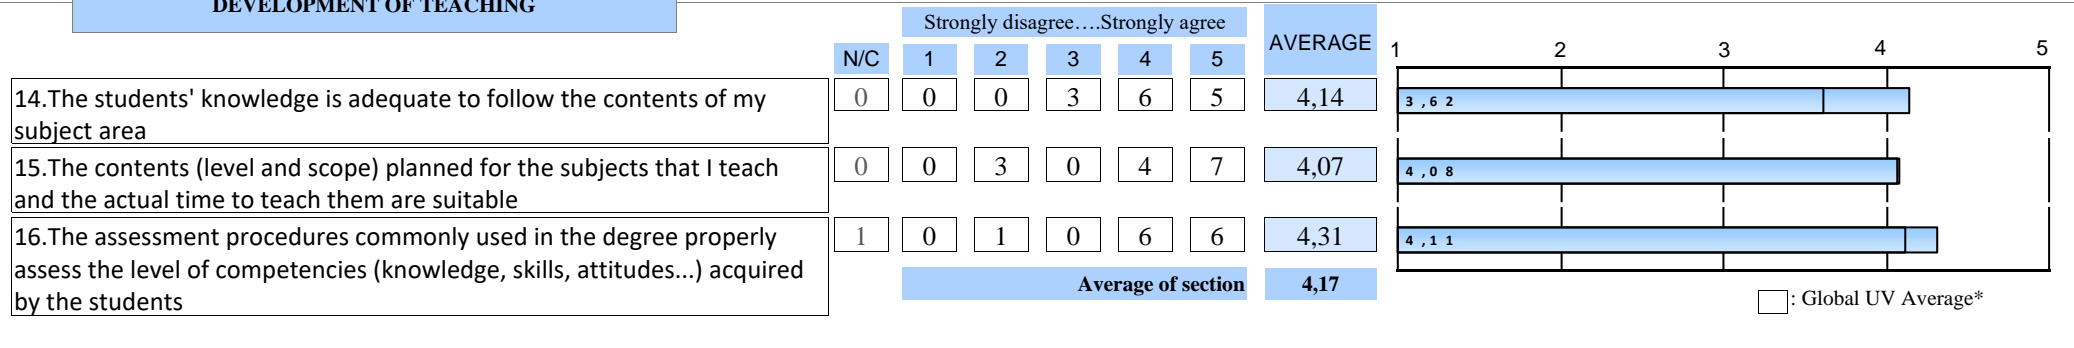 DEVELOPMENT OF TEACHING
Strongly disagree….Strongly agree
AVERAGE
N/C 1 2 3 4 5
1 2 3 4 5
14.The students' knowledge is adequate to follow the contents of my
subject area
0 0 0 3 6 5 4,14
3,62
15.The contents (level and scope) planned for the subjects that I teach
and the actual time to teach them are suitable
0 0 3 0 4 7 4,07
4,08
16.The assessment procedures commonly used in the degree properly
assess the level of competencies (knowledge, skills, attitudes...) acquired
by the students
1 0 1 0 6 6 4,31
4,11
Average of section 4,17
: Global UV Average*